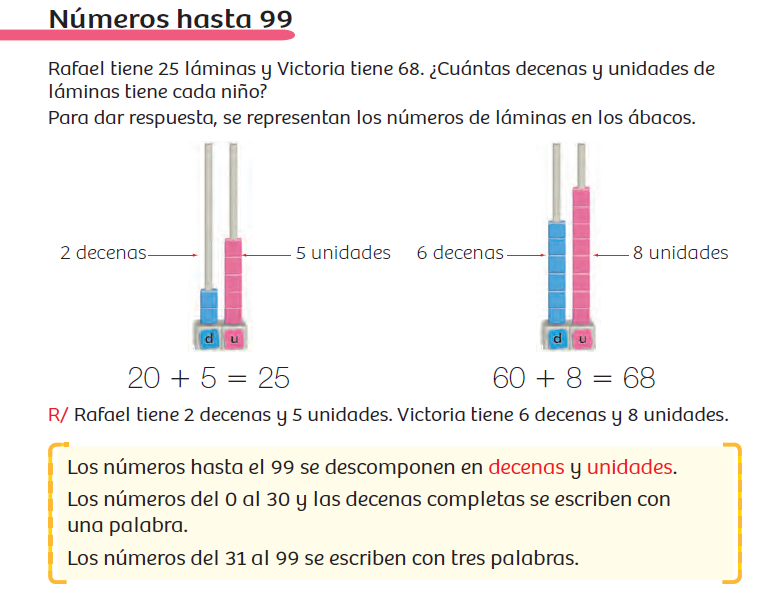 Números hasta 99
Rafael tiene 25 láminas y Victoria tiene 68. ¿Cuántas decenas y unidades de
láminas tiene cada niño?
Para dar respuesta, se representan los números de láminas en los ábacos.
2 decenas
5 unidades
6 decenas
8 unidades
d u
d u
20 + 5 = 25
60 + 8 = 68
R/ Rafael tiene 2 decenas y 5 unidades. Victoria tiene 6 decenas y 8 unidades.
Los números hasta el 99 se descomponen en decenas y unidades.
Los números del 0 al 30 y las decenas completas se escriben con
una palabra.
Los números del 31 al 99 se escriben con tres palabras.